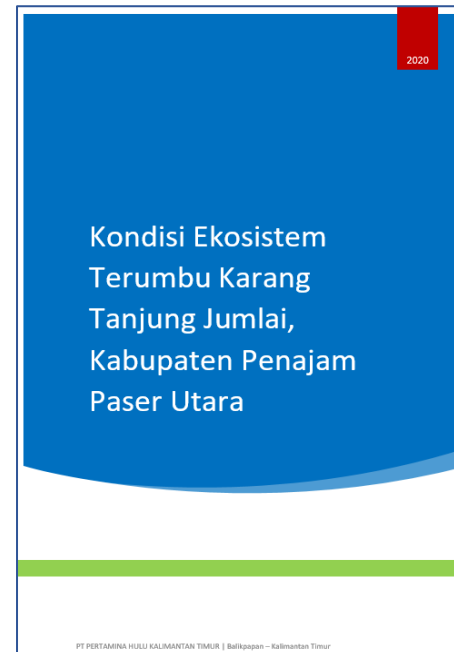 2020
Kondisi Ekosistem
Terumbu Karang
Tanjung Jumlai,
Kabupaten Penajam
Paser Utara
PT PERTAMINA HULU KALIMANTAN TIMUR | Balikpapan – Kalimantan Timur